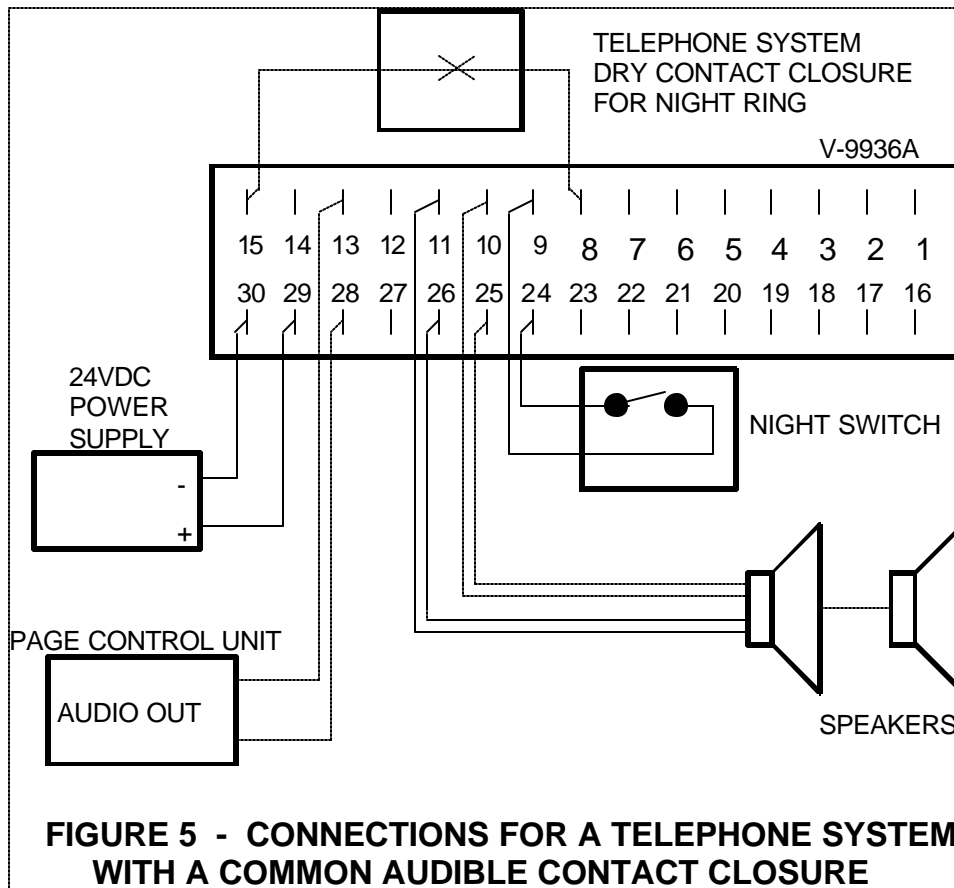 TELEPHONE SYSTEM
DRY CONTACT CLOSURE
FOR NIGHT RING
V-9936A
15 14 13 12 11 10 9 8 7 6 5 4 3 2 1
30 29 28 27 26 25 24 23 22 21 20 19 18 17 16
24VDC
POWER
SUPPLY
-
+
NIGHT SWITCH
PAGE CONTROL UNIT
AUDIO OUT
SPEAKERS
FIGURE 5 - CONNECTIONS FOR A TELEPHONE SYSTEM
WITH A COMMON AUDIBLE CONTACT CLOSURE